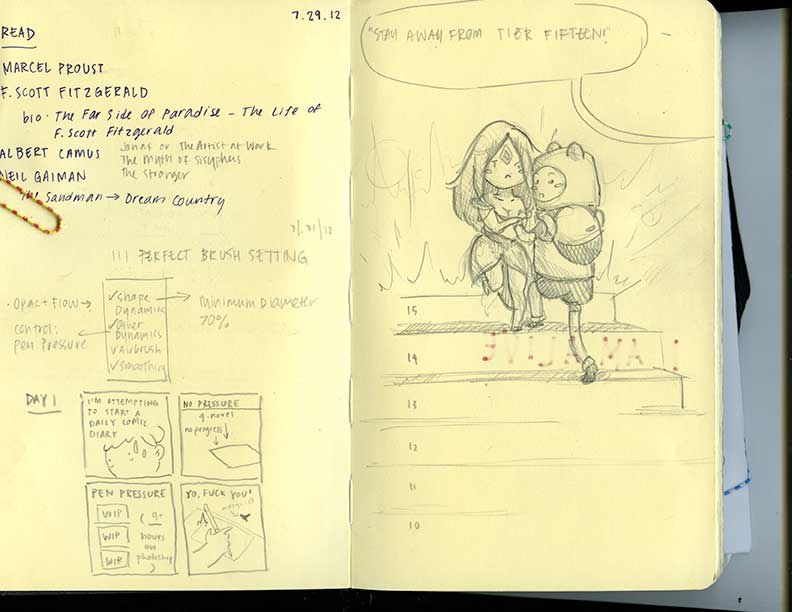 7.29.12
READ
MARCEL PROUST
F. SCOTT FITZGERALD
bio · The Far Side of Paradise – The Life of
F. Scott Fitzgerald
ALBERT CAMUS
Jonas or The Artist at Work
The Myth of Sisyphus
The Stranger
NEIL GAIMAN
The Sandman → Dream Country
7/31/12
!!! PERFECT BRUSH SETTING
· Opac + Flow →
control:
pen pressure
✓ Shape
Dynamics
✓ Other
Dynamics
✓ Airbrush
✓ Smoothing
→ Minimum Diameter
70%
DAY 1
I'M ATTEMPTING
TO START A
DAILY COMIC
DIARY
NO PRESSURE
g. novel
no progress
PEN PRESSURE
WIP
WIP
WIP
( 9+
hours
on
photoshop
)
YO, FUCK YOU!
"STAY AWAY FROM TIER FIFTEEN!"
15
14
I AM ALIVE
13
12
11
10